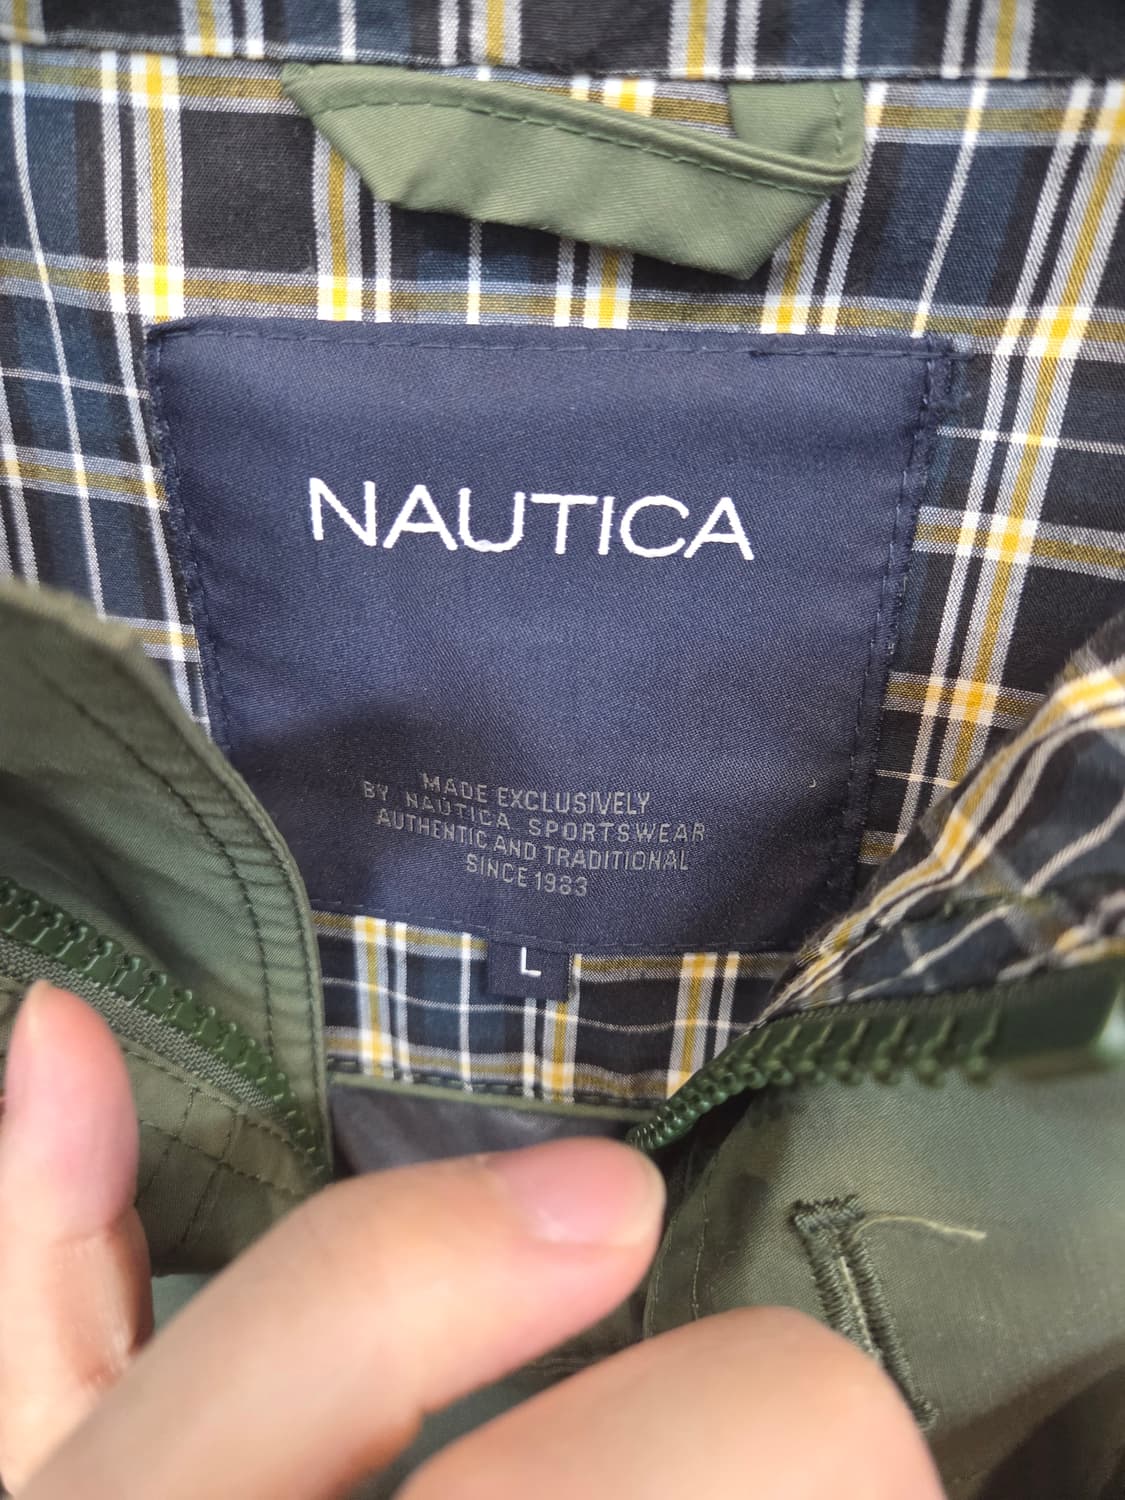 NAUTICA
MADE EXCLUSIVELY
BY NAUTICA SPORTSWEAR
AUTHENTIC AND TRADITIONAL
SINCE 1983
L